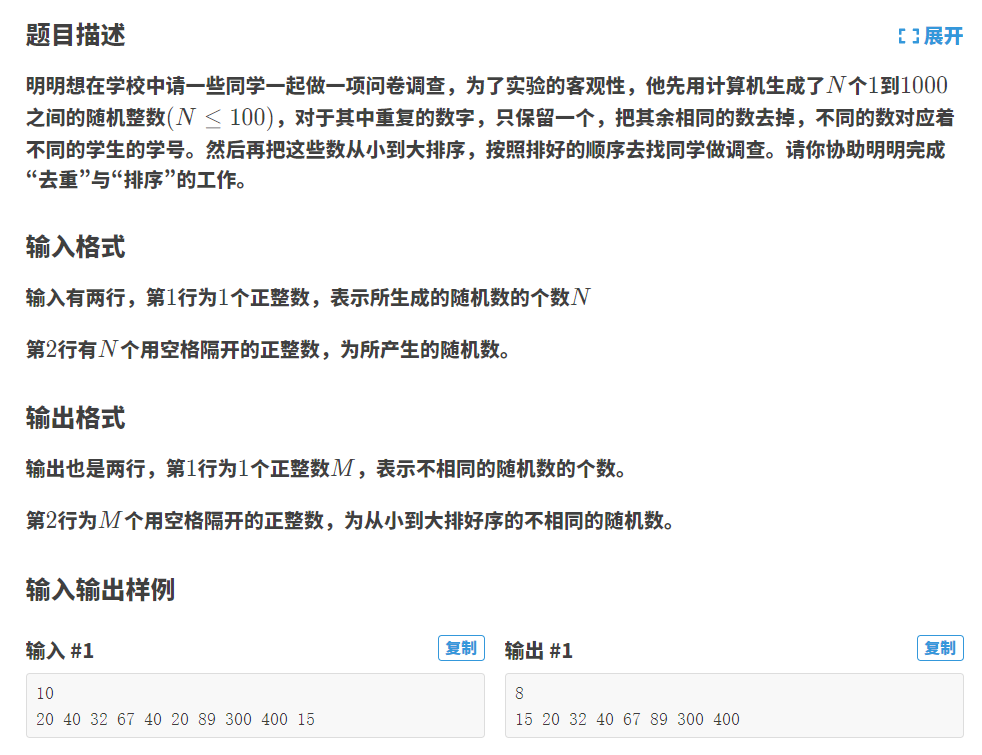 题目描述
展开
明明想在学校中请一些同学一起做一项问卷调查，为了实验的客观性，他先用计算机生成了N个1到1000
之间的随机整数(N ≤ 100)，对于其中重复的数字，只保留一个，把其余相同的数去掉，不同的数对应着
不同的学生的学号。然后再把这些数从小到大排序，按照排好的顺序去找同学做调查。请你协助明明完成
“去重”与“排序”的工作。
输入格式
输入有两行，第1行为1个正整数，表示所生成的随机数的个数N
第2行有N个用空格隔开的正整数，为所产生的随机数。
输出格式
输出也是两行，第1行为1个正整数M，表示不相同的随机数的个数。
第2行为M个用空格隔开的正整数，为从小到大排好序的不相同的随机数。
输入输出样例
输入 #1
复制
10
20 40 32 67 40 20 89 300 400 15
输出 #1
复制
8
15 20 32 40 67 89 300 400